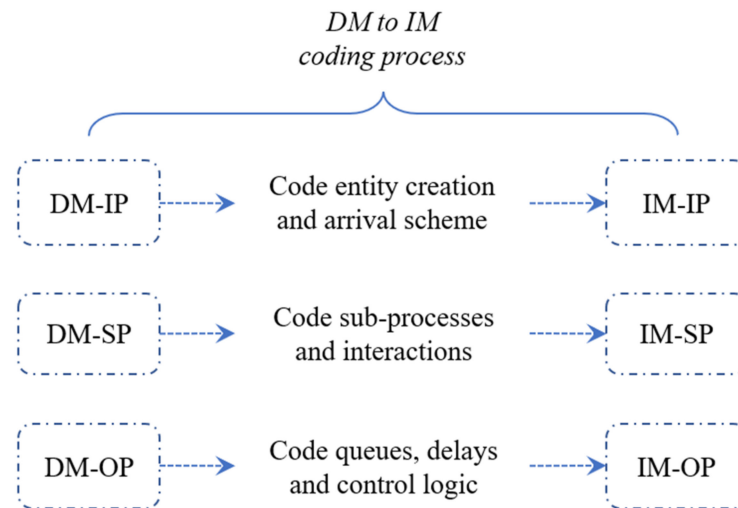 DM to IM
coding process
DM-IP
Code entity creation
and arrival scheme
IM-IP
DM-SP
Code sub-processes
and interactions
IM-SP
DM-OP
Code queues, delays
and control logic
IM-OP